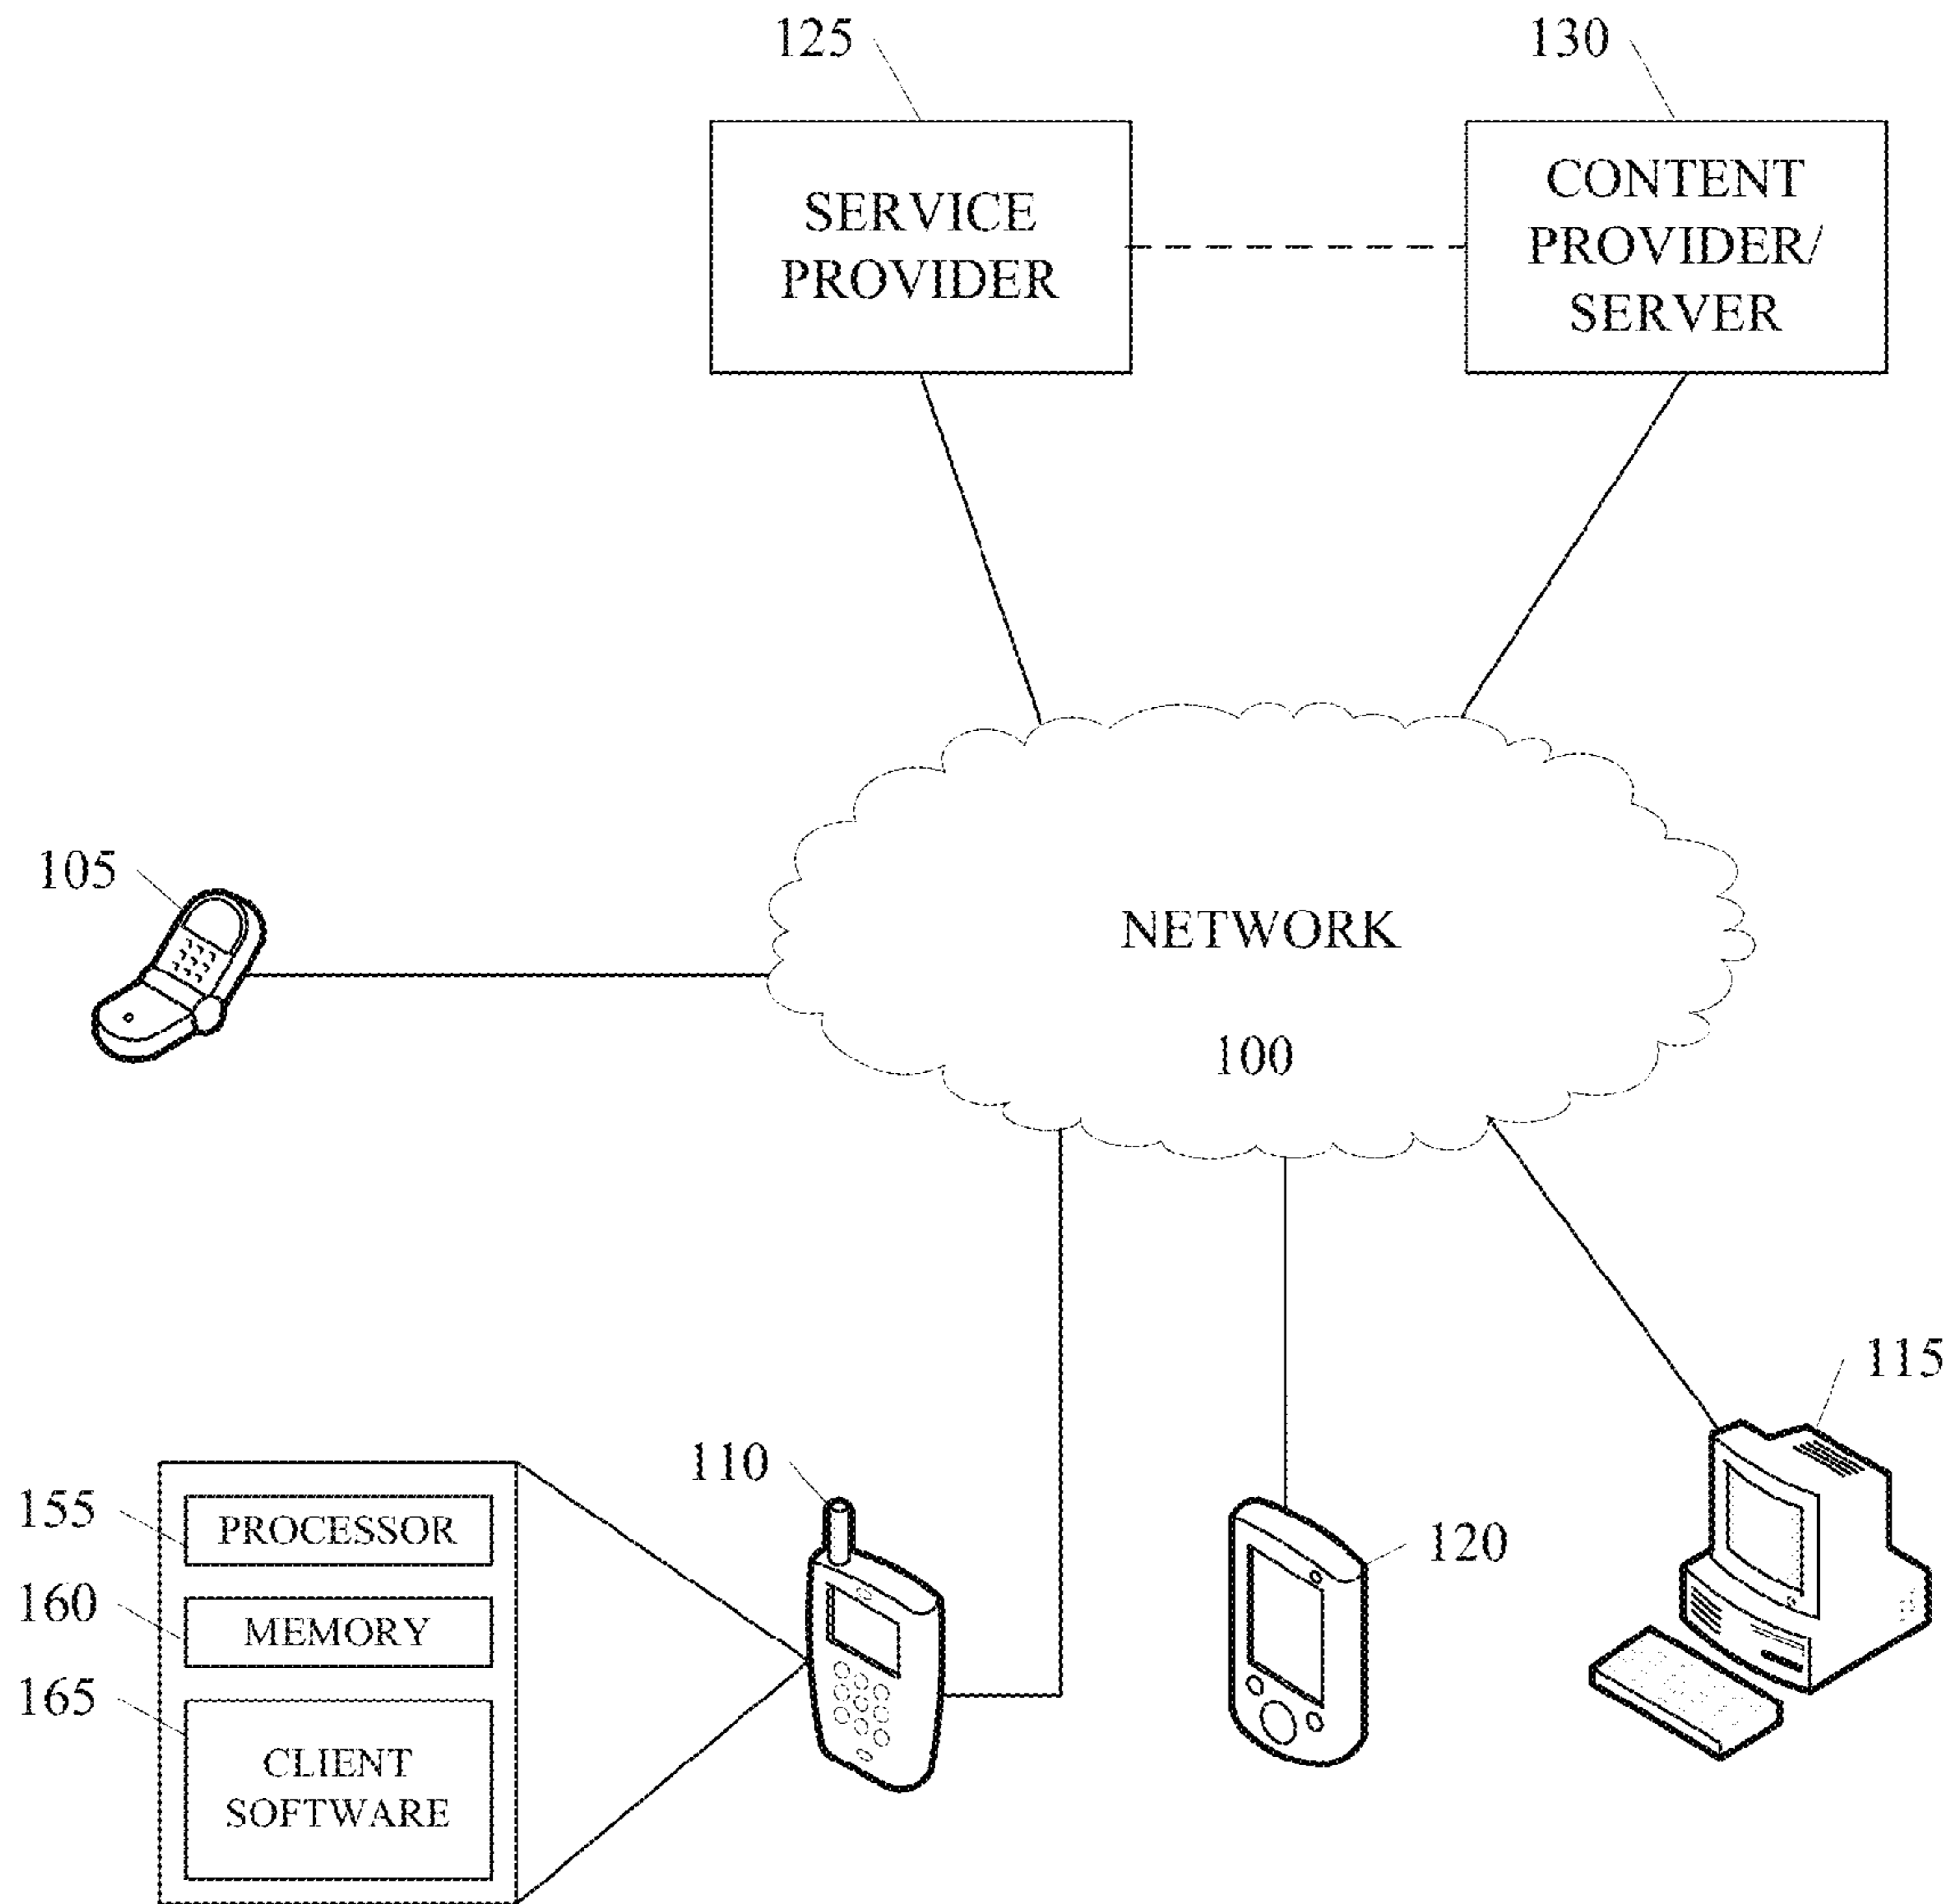 125
130
SERVICE
PROVIDER
CONTENT
PROVIDER/
SERVER
105
NETWORK
100
115
110
120
155
PROCESSOR
160
MEMORY
165
CLIENT
SOFTWARE